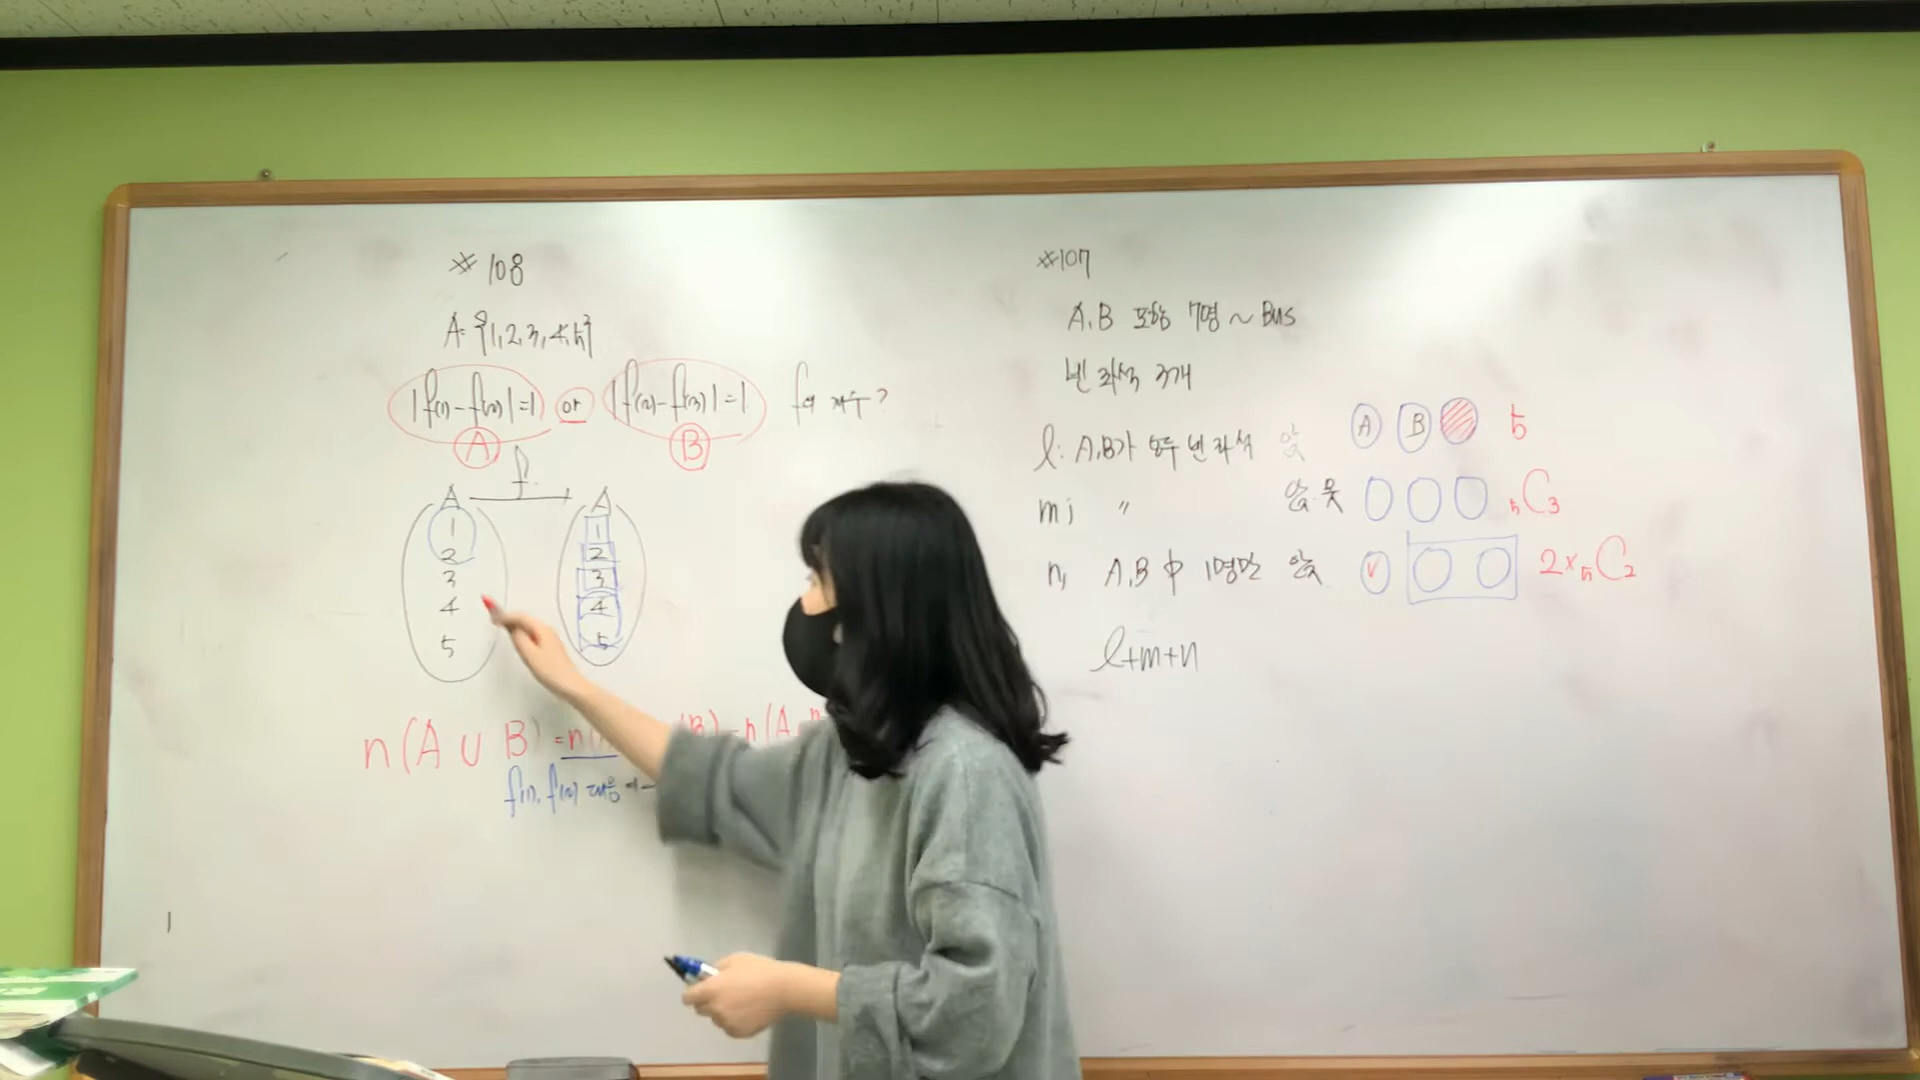 #108
A = {1, 2, 3, 4, 5}
|f(1)-f(2)|=1 or |f(2)-f(3)|=1 f의 개수?
A B
f
A A
1 1
2 2
3 3
4 4
5 5
n(A∪B) =n (B)-n(A
f(1), f(2) 대응
#107
A, B 포함 7명 ~ Bus
빈 좌석 3개
l: A, B가 모두 빈 좌석 앉 A B 5
m; 〃 앉 못 5C3
n, A, B 中 1명만 앉 v 2×5C2
l+m+n